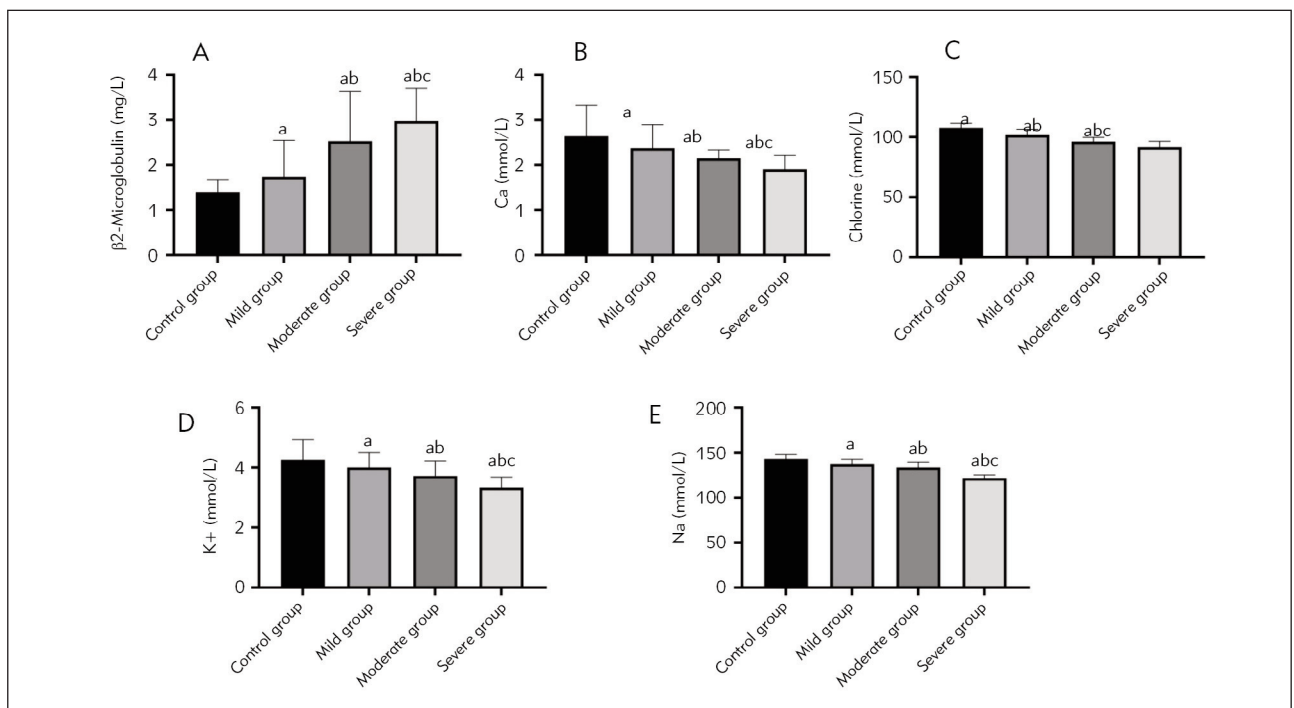 A
β2-Microglobulin (mg/L)
4
3
2
1
0
a
ab
abc
Control group
Mild group
Moderate group
Severe group
B
Ca (mmol/L)
4
3
2
1
0
a
ab
abc
Control group
Mild group
Moderate group
Severe group
C
Chlorine (mmol/L)
150
100
50
0
a
ab
abc
Control group
Mild group
Moderate group
Severe group
D
K+ (mmol/L)
6
4
2
0
a
ab
abc
Control group
Mild group
Moderate group
Severe group
E
Na (mmol/L)
200
150
100
50
0
a
ab
abc
Control group
Mild group
Moderate group
Severe group